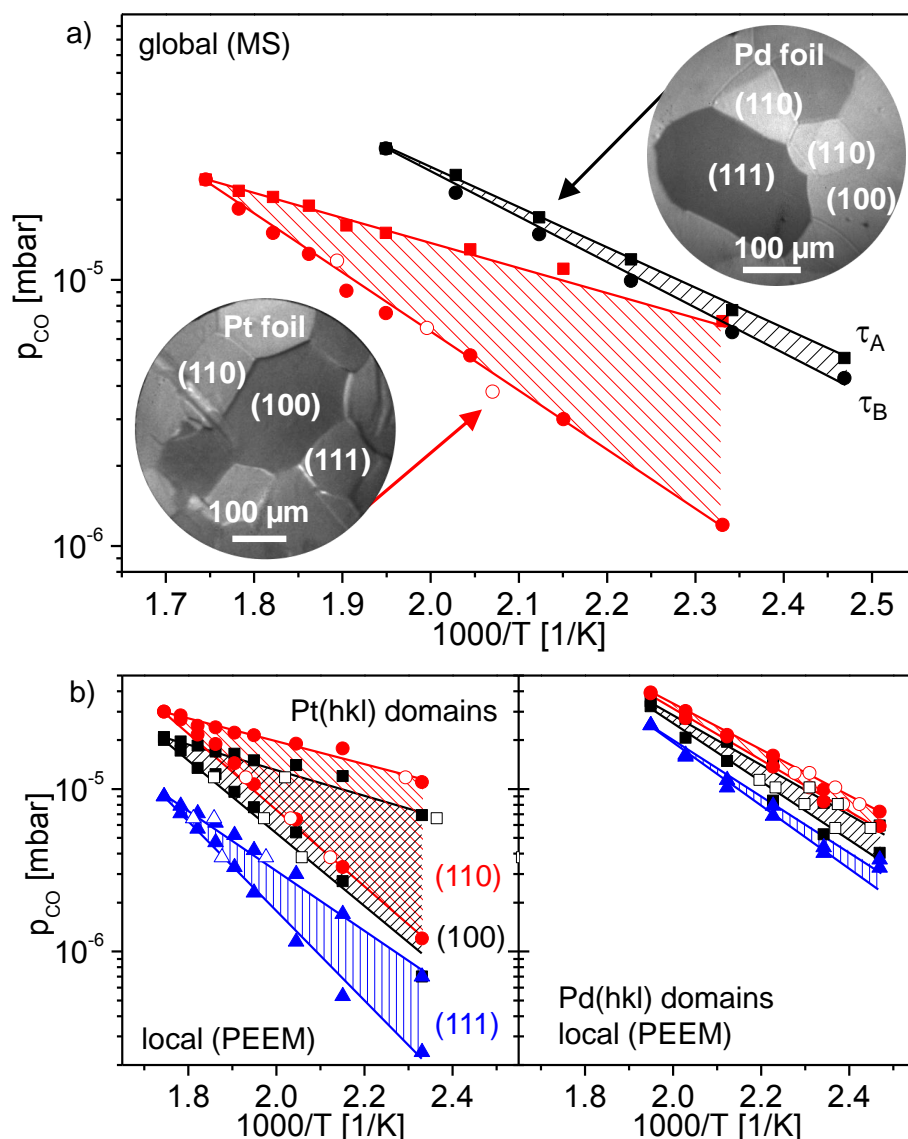 a)
global (MS)
Pd foil
(110)
(110)
(111)
(100)
100 µm
p_CO [mbar]
10^-5
10^-6
Pt foil
(110)
(100)
(111)
100 µm
τ_A
τ_B
1.7 1.8 1.9 2.0 2.1 2.2 2.3 2.4 2.5
1000/T [1/K]
b)
Pt(hkl) domains
p_CO [mbar]
10^-5
10^-6
(110)
(100)
(111)
local (PEEM)
Pd(hkl) domains
local (PEEM)
1.8 2.0 2.2 2.4
1000/T [1/K]
2.0 2.2 2.4
1000/T [1/K]